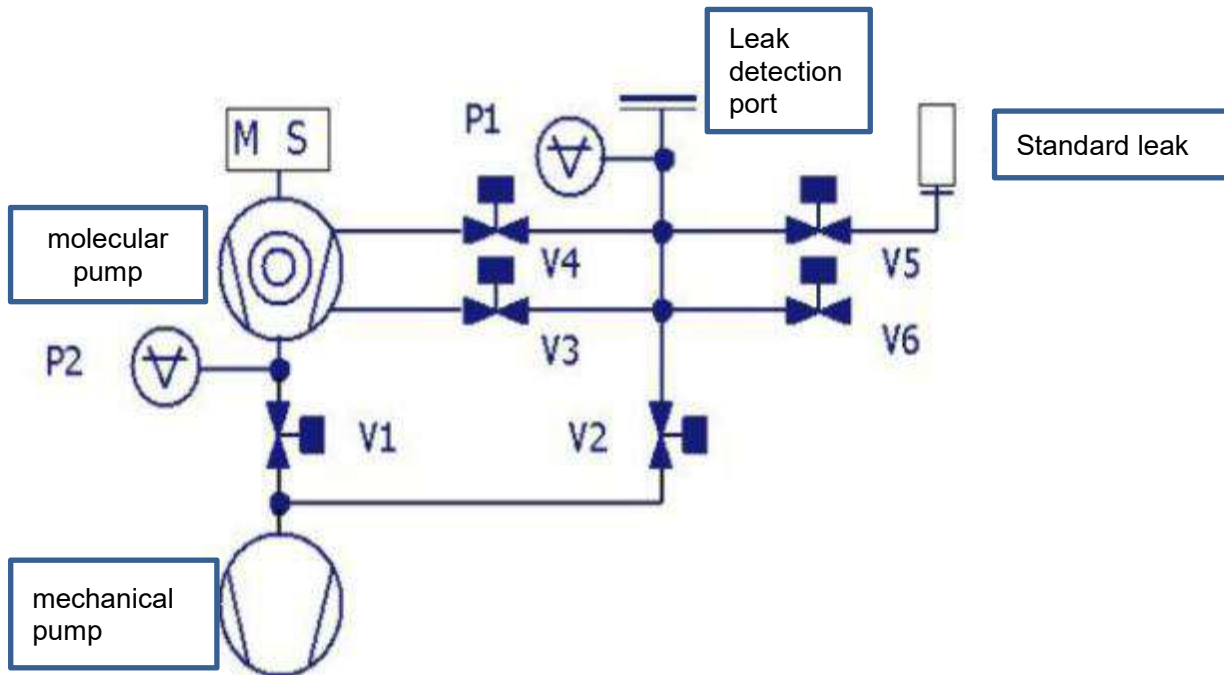 Leak
detection
port
P1
M S
Standard leak
molecular
pump
V4
V5
V3
V6
P2
V1
V2
mechanical
pump